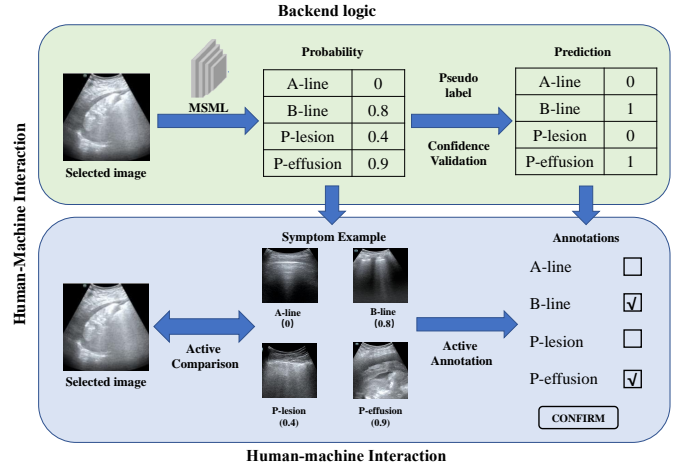 Backend logic
Human-Machine Interaction
Selected image
MSML
Probability
A-line 0
B-line 0.8
P-lesion 0.4
P-effusion 0.9
Pseudo
label
Confidence
Validation
Prediction
A-line 0
B-line 1
P-lesion 0
P-effusion 1
Selected image
Active
Comparison
Symptom Example
A-line
(0)
B-line
(0.8)
P-lesion
(0.4)
P-effusion
(0.9)
Active
Annotation
Annotations
A-line
B-line √
P-lesion
P-effusion √
CONFIRM
Human-machine Interaction